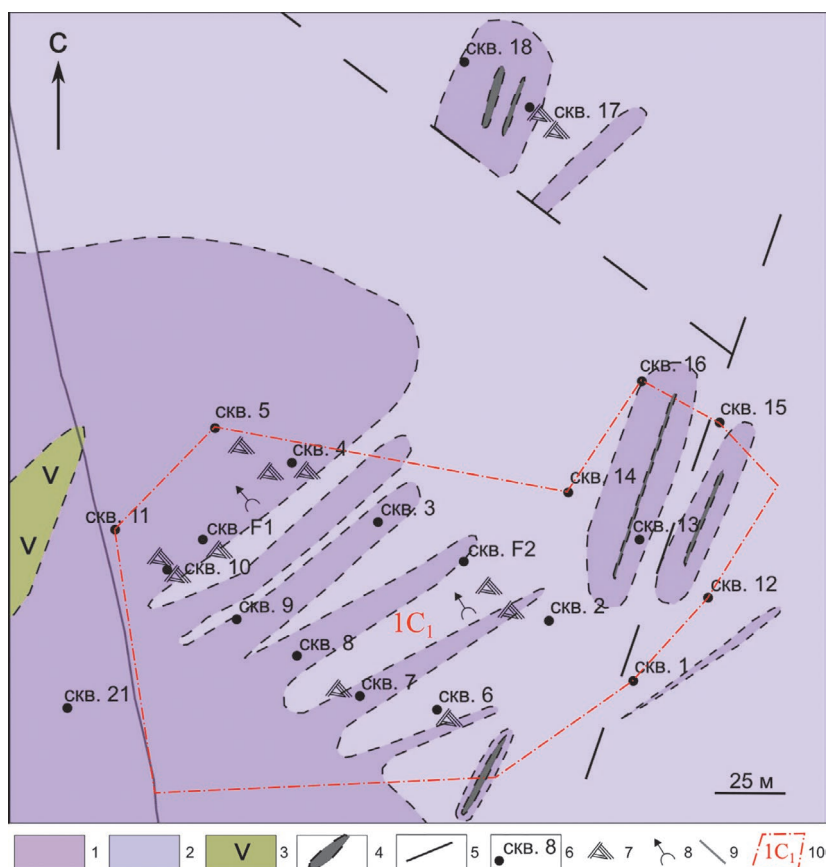 С
скв. 18
скв. 17
скв. 16
скв. 15
скв. 5
скв. 4
V
скв. 14
скв. 3
скв. 11
скв. F1
скв. 13
V
скв. F2
скв. 10
скв. 12
скв. 9
1C₁
скв. 2
скв. 8
скв. 1
скв. 7
скв. 21
скв. 6
25 м
1 2 V 3 4 5 скв. 8 6 7 8 9 1C₁ 10